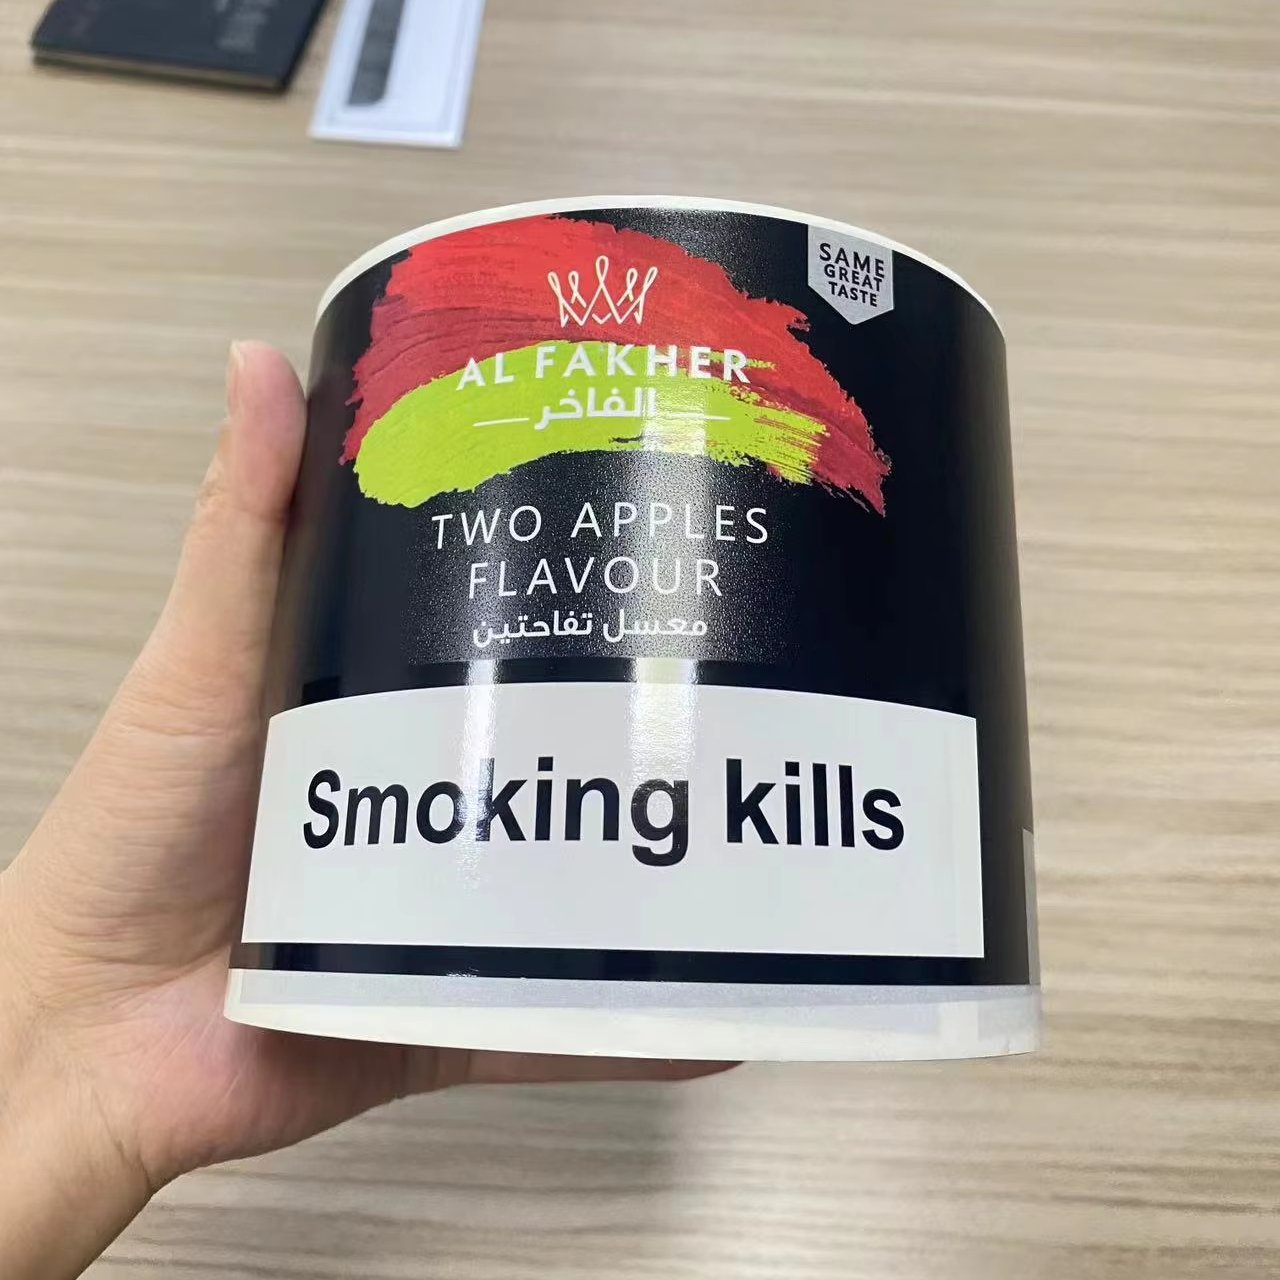 SAME
GREAT
TASTE
AL FAKHER
الفاخر
TWO APPLES
FLAVOUR
معسل تفاحتين
Smoking kills